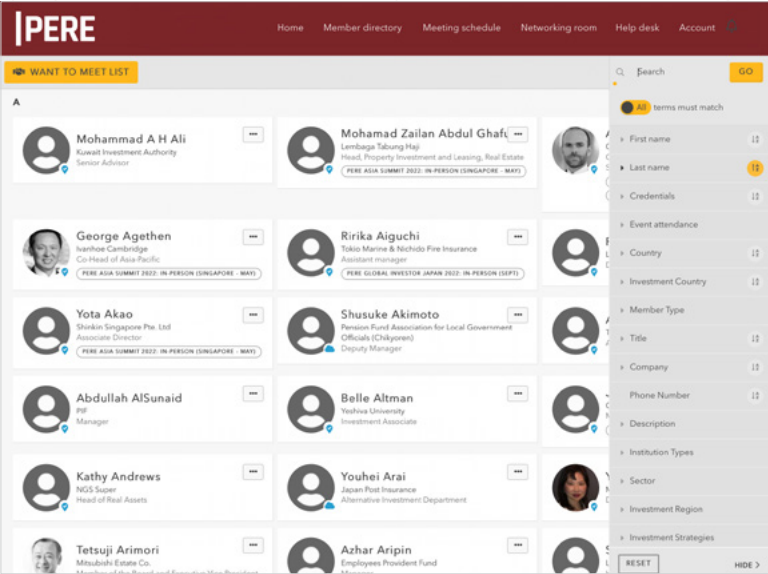 PERE
Home Member directory Meeting schedule Networking room Help desk Account
WANT TO MEET LIST
Search
GO
All terms must match
A
Mohammad A H Ali
Kuwait Investment Authority
Senior Advisor
Mohamad Zailan Abdul Ghafu
Lembaga Tabung Haji
Head, Property Investment and Leasing, Real Estate
PERE ASIA SUMMIT 2022: IN-PERSON (SINGAPORE - MAY)
George Agethen
Ivanhoe Cambridge
Co-Head of Asia-Pacific
PERE ASIA SUMMIT 2022: IN-PERSON (SINGAPORE - MAY)
Ririka Aiguchi
Tokio Marine & Nichido Fire Insurance
Assistant manager
PERE GLOBAL INVESTOR JAPAN 2022: IN-PERSON (SEPT)
Yota Akao
Shinkin Singapore Pte. Ltd
Associate Director
PERE ASIA SUMMIT 2022: IN-PERSON (SINGAPORE - MAY)
Shusuke Akimoto
Pension Fund Association for Local Government
Officials (Chikyoren)
Deputy Manager
Abdullah AlSunaid
PIF
Manager
Belle Altman
Yeshiva University
Investment Associate
Kathy Andrews
NGS Super
Head of Real Assets
Youhei Arai
Japan Post Insurance
Alternative Investment Department
Tetsuji Arimori
Mitsubishi Estate Co.
Member of the Board and Executive Vice President
Azhar Aripin
Employees Provident Fund
Manager
First name
Last name
Credentials
Event attendance
Country
Investment Country
Member Type
Title
Company
Phone Number
Description
Institution Types
Sector
Investment Region
Investment Strategies
RESET
HIDE